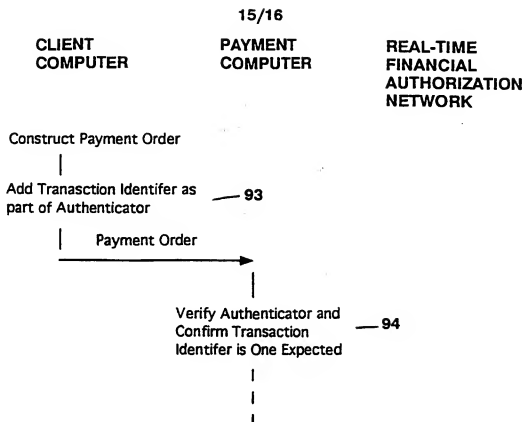 15/16
CLIENT
COMPUTER
PAYMENT
COMPUTER
REAL-TIME
FINANCIAL
AUTHORIZATION
NETWORK
Construct Payment Order
Add Tranasction Identifer as
part of Authenticator
93
Payment Order
Verify Authenticator and
Confirm Transaction
Identifer is One Expected
94